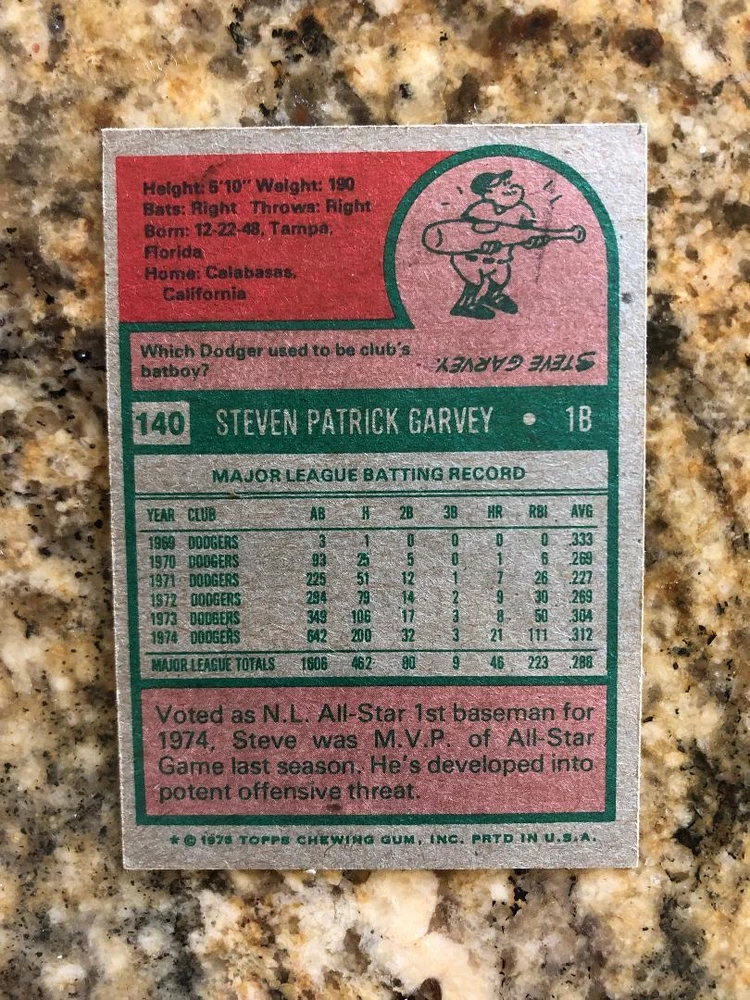 Height: 5'10" Weight: 190
Bats: Right Throws: Right
Born: 12-22-48, Tampa,
Florida
Home: Calabasas,
California
Which Dodger used to be club's
batboy?
STEVE GARVEY.
140 STEVEN PATRICK GARVEY • 1B
MAJOR LEAGUE BATTING RECORD
YEAR CLUB AB H 2B 3B HR RBI AVG
1969 DODGERS 3 1 0 0 0 0 .333
1970 DODGERS 93 25 5 0 1 6 .269
1971 DODGERS 225 51 12 1 7 26 .227
1972 DODGERS 294 79 14 2 9 30 .269
1973 DODGERS 349 106 17 3 8 50 .304
1974 DODGERS 642 200 32 3 21 111 .312
MAJOR LEAGUE TOTALS 1606 462 80 9 46 223 .288
Voted as N.L. All-Star 1st baseman for
1974, Steve was M.V.P. of All-Star
Game last season. He's developed into
potent offensive threat.
* © 1975 TOPPS CHEWING GUM, INC. PRTD IN U.S.A.